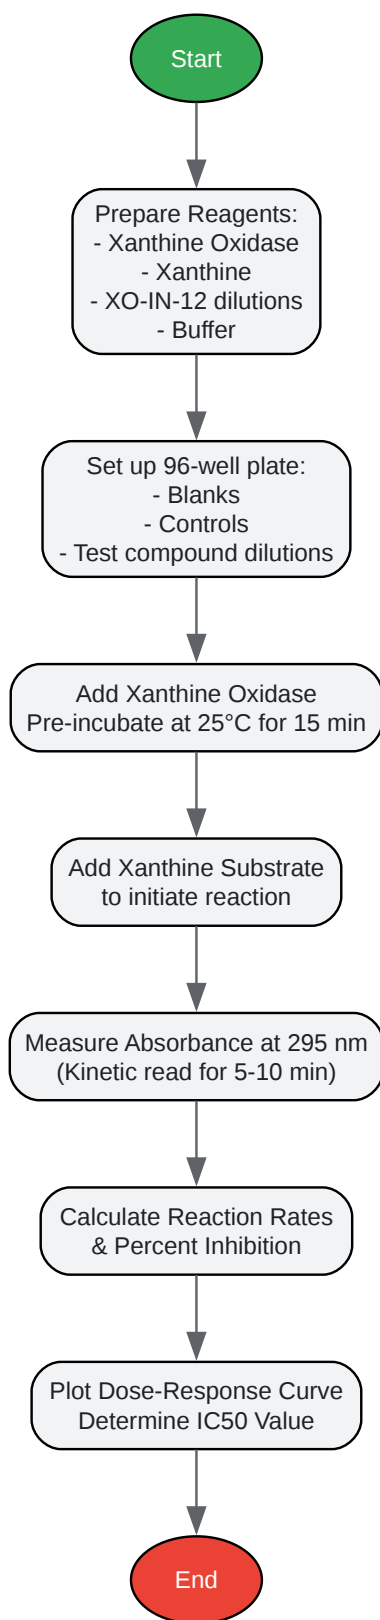 Start
Prepare Reagents:
- Xanthine Oxidase
- Xanthine
- XO-IN-12 dilutions
- Buffer
Set up 96-well plate:
- Blanks
- Controls
- Test compound dilutions
Add Xanthine Oxidase
Pre-incubate at 25°C for 15 min
Add Xanthine Substrate
to initiate reaction
Measure Absorbance at 295 nm
(Kinetic read for 5-10 min)
Calculate Reaction Rates
& Percent Inhibition
Plot Dose-Response Curve
Determine IC50 Value
End